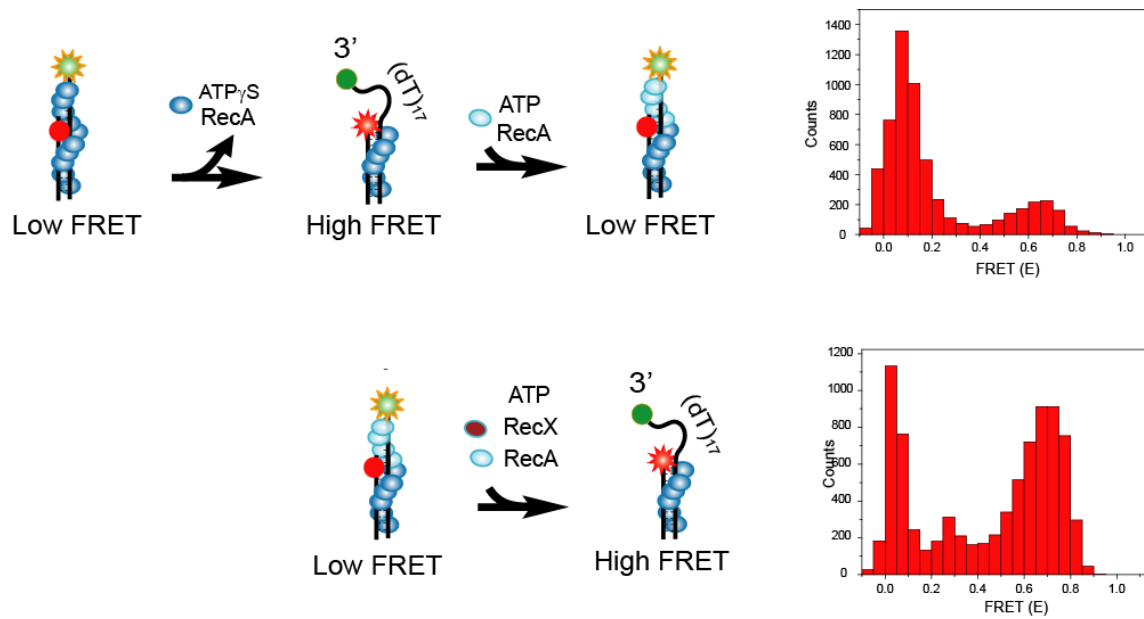 ATPγS
RecA
Low FRET
3’
(dT)17
High FRET
ATP
RecA
Low FRET
Counts
1400
1200
1000
800
600
400
200
0
0.0 0.2 0.4 0.6 0.8 1.0
FRET (E)
Low FRET
ATP
RecX
RecA
3’
(dT)17
High FRET
Counts
1200
1000
800
600
400
200
0
0.0 0.2 0.4 0.6 0.8 1.0
FRET (E)